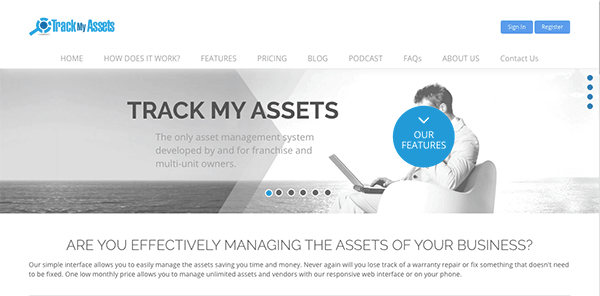 Track My Assets
Sign In Register
HOME HOW DOES IT WORK? FEATURES PRICING BLOG PODCAST FAQs ABOUT US Contact Us
TRACK MY ASSETS
The only asset management system
developed by and for franchise and
multi-unit owners.
OUR
FEATURES
ARE YOU EFFECTIVELY MANAGING THE ASSETS OF YOUR BUSINESS?
Our simple interface allows you to easily manage the assets saving you time and money. Never again will you lose track of a warranty repair or fix something that doesn't need
to be fixed. One low monthly price allows you to manage unlimited assets and vendors with our responsive web interface or on your phone.